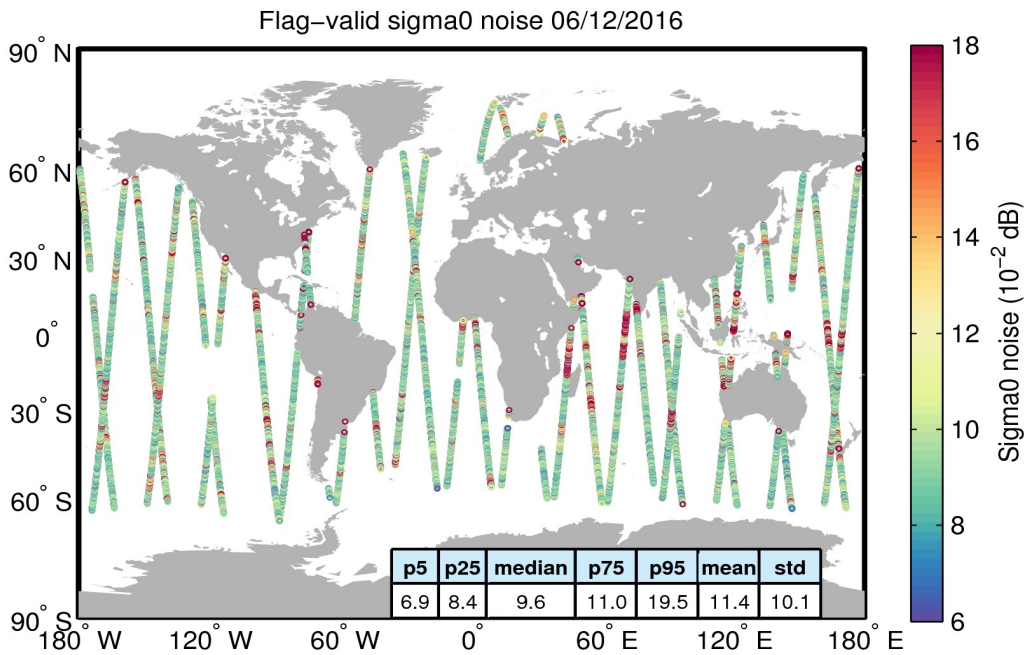 Flag−valid sigma0 noise 06/12/2016
90° N
60° N
30° N
0°
30° S
60° S
90° S
180° W
120° W
60° W
0°
60° E
120° E
180° E
p5 p25 median p75 p95 mean std
6.9 8.4 9.6 11.0 19.5 11.4 10.1
18
16
14
12
10
8
6
Sigma0 noise (10⁻² dB)